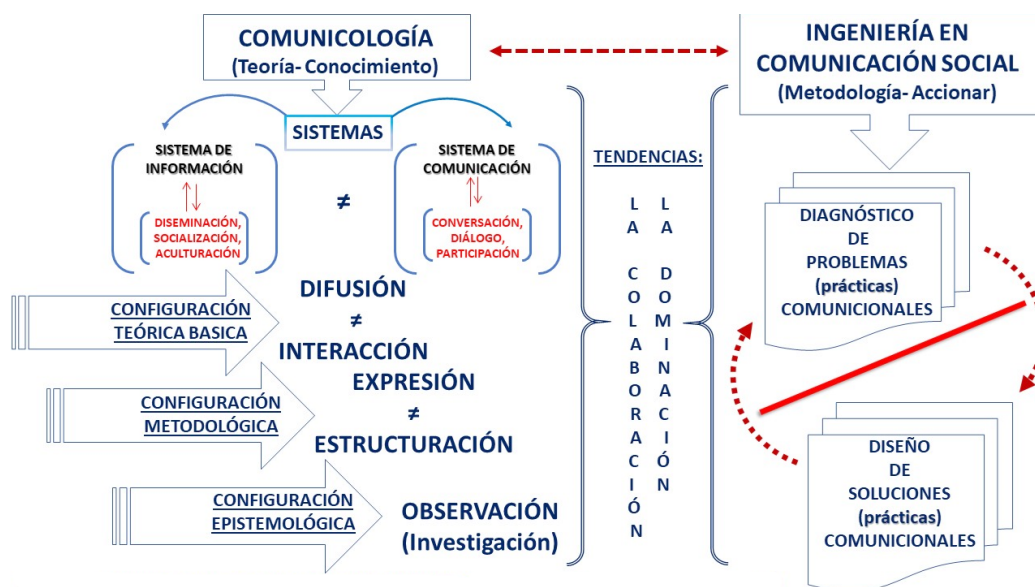 COMUNICOLOGÍA
(Teoría- Conocimiento)
SISTEMAS
SISTEMA DE
INFORMACIÓN
DISEMINACIÓN,
SOCIALIZACIÓN,
ACULTURACIÓN
≠
SISTEMA DE
COMUNICACIÓN
CONVERSACIÓN,
DIÁLOGO,
PARTICIPACIÓN
CONFIGURACIÓN
TEÓRICA BASICA
DIFUSIÓN
≠
INTERACCIÓN
CONFIGURACIÓN
METODOLÓGICA
EXPRESIÓN
≠
ESTRUCTURACIÓN
CONFIGURACIÓN
EPISTEMOLÓGICA
OBSERVACIÓN
(Investigación)
TENDENCIAS:
LA COLABORACIÓN
LA DOMINACIÓN
INGENIERÍA EN
COMUNICACIÓN SOCIAL
(Metodología- Accionar)
DIAGNÓSTICO
DE
PROBLEMAS
(prácticas)
COMUNICIONALES
DISEÑO
DE
SOLUCIONES
(prácticas)
COMUNICIONALES